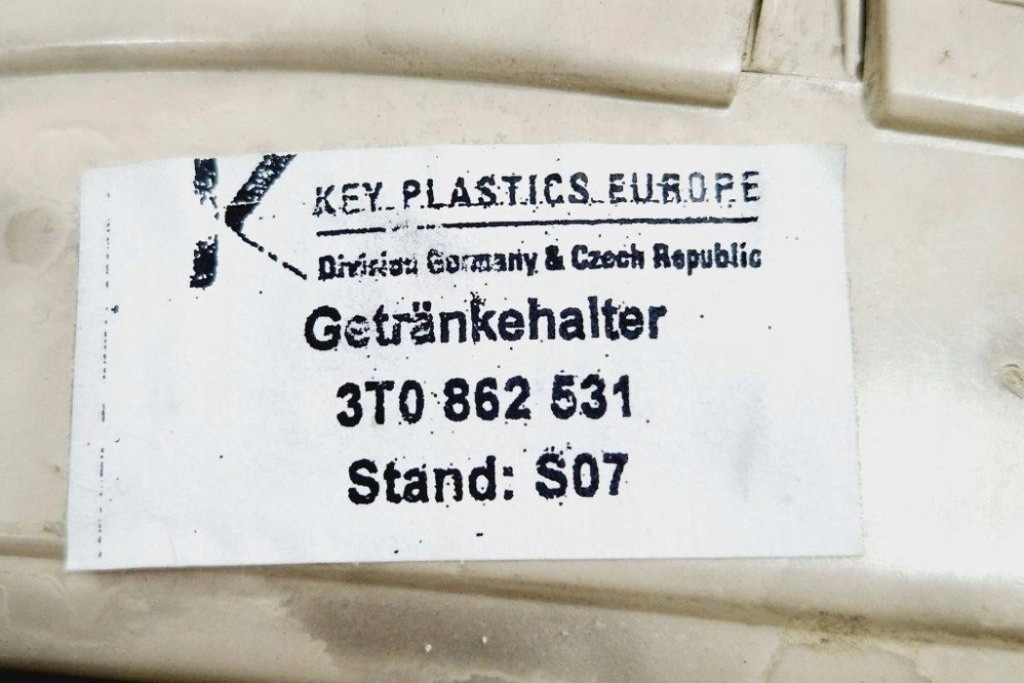 K
KEY PLASTICS EUROPE
Division Germany & Czech Republic
Getränkehalter
3T0 862 531
Stand: S07